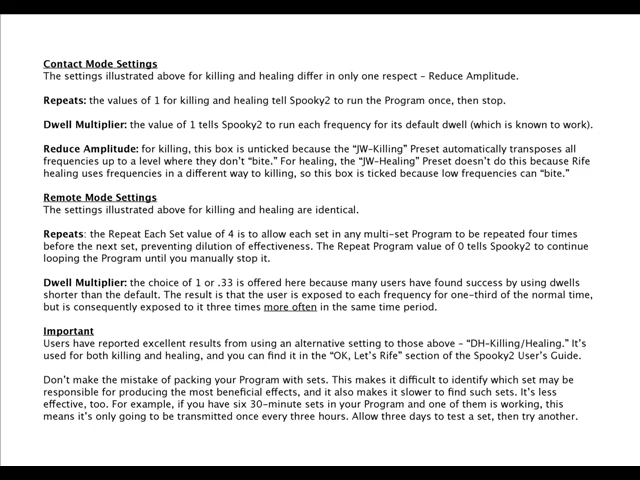 Contact Mode Settings
The settings illustrated above for killing and healing differ in only one respect – Reduce Amplitude.
Repeats: the values of 1 for killing and healing tell Spooky2 to run the Program once, then stop.
Dwell Multiplier: the value of 1 tells Spooky2 to run each frequency for its default dwell (which is known to work).
Reduce Amplitude: for killing, this box is unticked because the “JW–Killing” Preset automatically transposes all
frequencies up to a level where they don’t “bite.” For healing, the “JW–Healing” Preset doesn’t do this because Rife
healing uses frequencies in a different way to killing, so this box is ticked because low frequencies can “bite.”
Remote Mode Settings
The settings illustrated above for killing and healing are identical.
Repeats: the Repeat Each Set value of 4 is to allow each set in any multi-set Program to be repeated four times
before the next set, preventing dilution of effectiveness. The Repeat Program value of 0 tells Spooky2 to continue
looping the Program until you manually stop it.
Dwell Multiplier: the choice of 1 or .33 is offered here because many users have found success by using dwells
shorter than the default. The result is that the user is exposed to each frequency for one-third of the normal time,
but is consequently exposed to it three times more often in the same time period.
Important
Users have reported excellent results from using an alternative setting to those above – “DH–Killing/Healing.” It’s
used for both killing and healing, and you can find it in the “OK, Let’s Rife” section of the Spooky2 User’s Guide.
Don’t make the mistake of packing your Program with sets. This makes it difficult to identify which set may be
responsible for producing the most beneficial effects, and it also makes it slower to find such sets. It’s less
effective, too. For example, if you have six 30-minute sets in your Program and one of them is working, this
means it’s only going to be transmitted once every three hours. Allow three days to test a set, then try another.